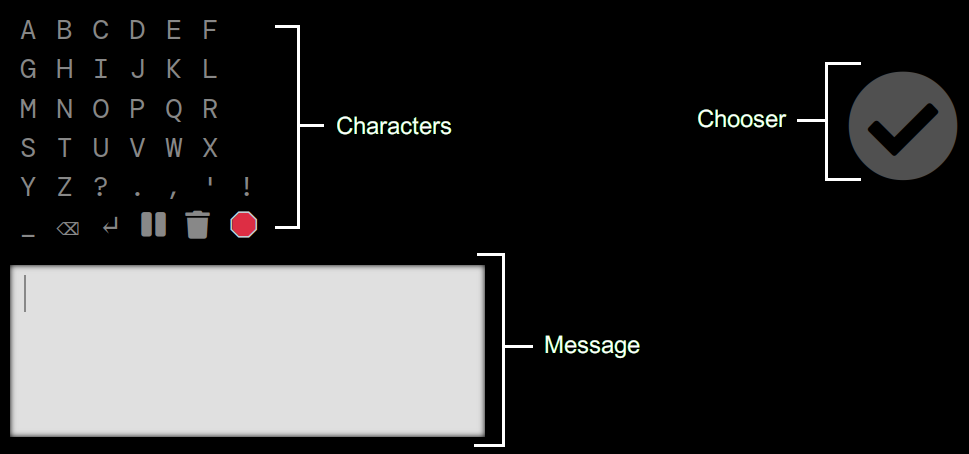 A B C D E F
G H I J K L
M N O P Q R
S T U V W X
Y Z ? . , ' !
_ ⌫ ↵
Characters
Chooser
Message